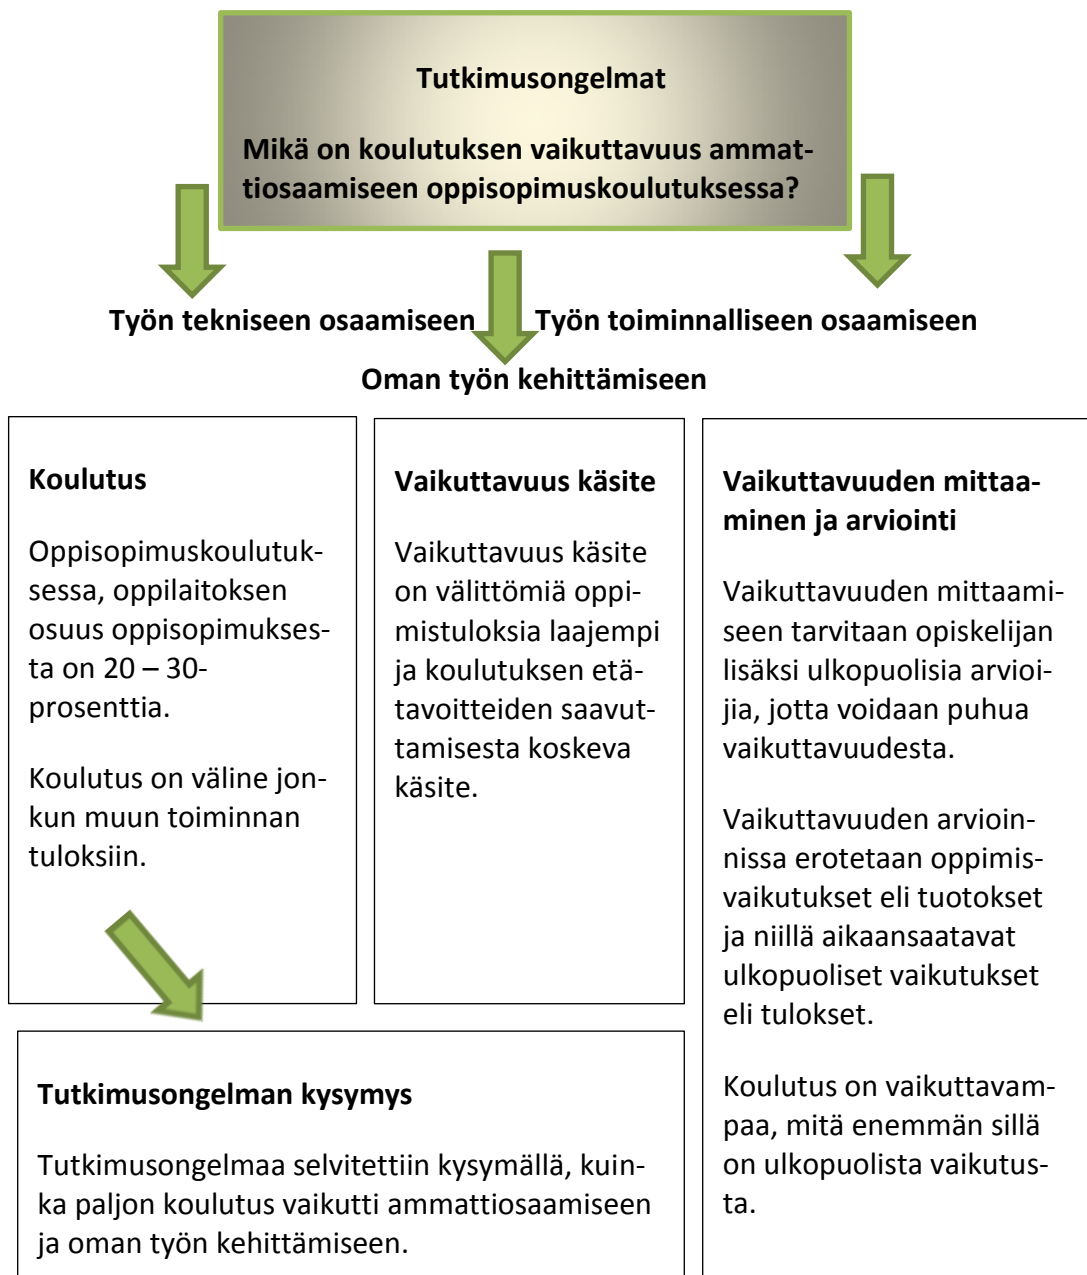 Tutkimusongelmat
Mikä on koulutuksen vaikuttavuus ammat-
tiosaamiseen oppisopimuskoulutuksessa?
Työn tekniseen osaamiseen
Työn toiminnalliseen osaamiseen
Oman työn kehittämiseen
Koulutus
Oppisopimuskoulutuk-
sessa, oppilaitoksen
osuus oppisopimukses-
ta on 20 – 30-
prosenttia.
Koulutus on väline jon-
kun muun toiminnan
tuloksiin.
Vaikuttavuus käsite
Vaikuttavuus käsite
on välittömiä oppi-
mistuloksia laajempi
ja koulutuksen etä-
tavoitteiden saavut-
tamisesta koskeva
käsite.
Vaikuttavuuden mittaa-
minen ja arviointi
Vaikuttavuuden mittaami-
seen tarvitaan opiskelijan
lisäksi ulkopuolisia arvioi-
jia, jotta voidaan puhua
vaikuttavuudesta.
Vaikuttavuuden arvioin-
nissa erotetaan oppimis-
vaikutukset eli tuotokset
ja niillä aikaansaatavat
ulkopuoliset vaikutukset
eli tulokset.
Koulutus on vaikuttavam-
paa, mitä enemmän sillä
on ulkopuolista vaikutus-
ta.
Tutkimusongelman kysymys
Tutkimusongelmaa selvitettiin kysymällä, kuin-
ka paljon koulutus vaikutti ammattiosaamiseen
ja oman työn kehittämiseen.